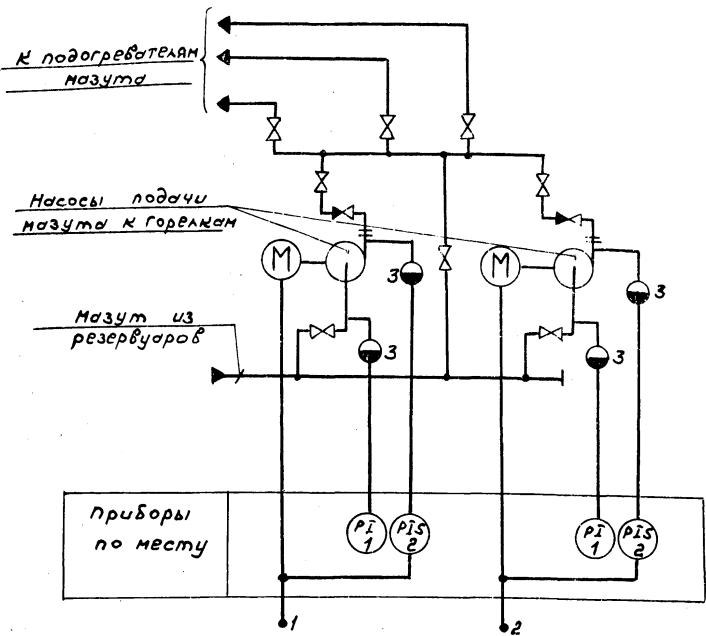 К подогревателям
мазута
Насосы подачи
мазута к горелкам
М
М
3
3
Мазут из
резервуаров
3
3
приборы
по месту
PI
1
PIS
2
PI
1
PIS
2
1
2